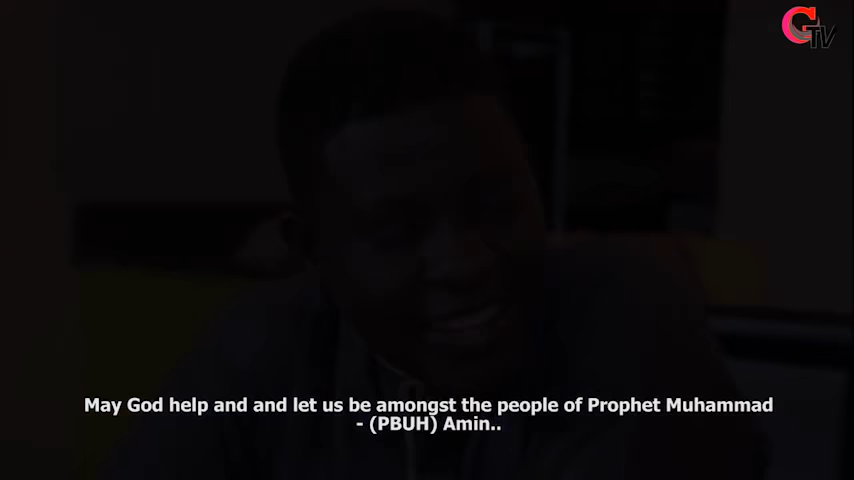 GTV
May God help and and let us be amongst the people of Prophet Muhammad
- (PBUH) Amin..